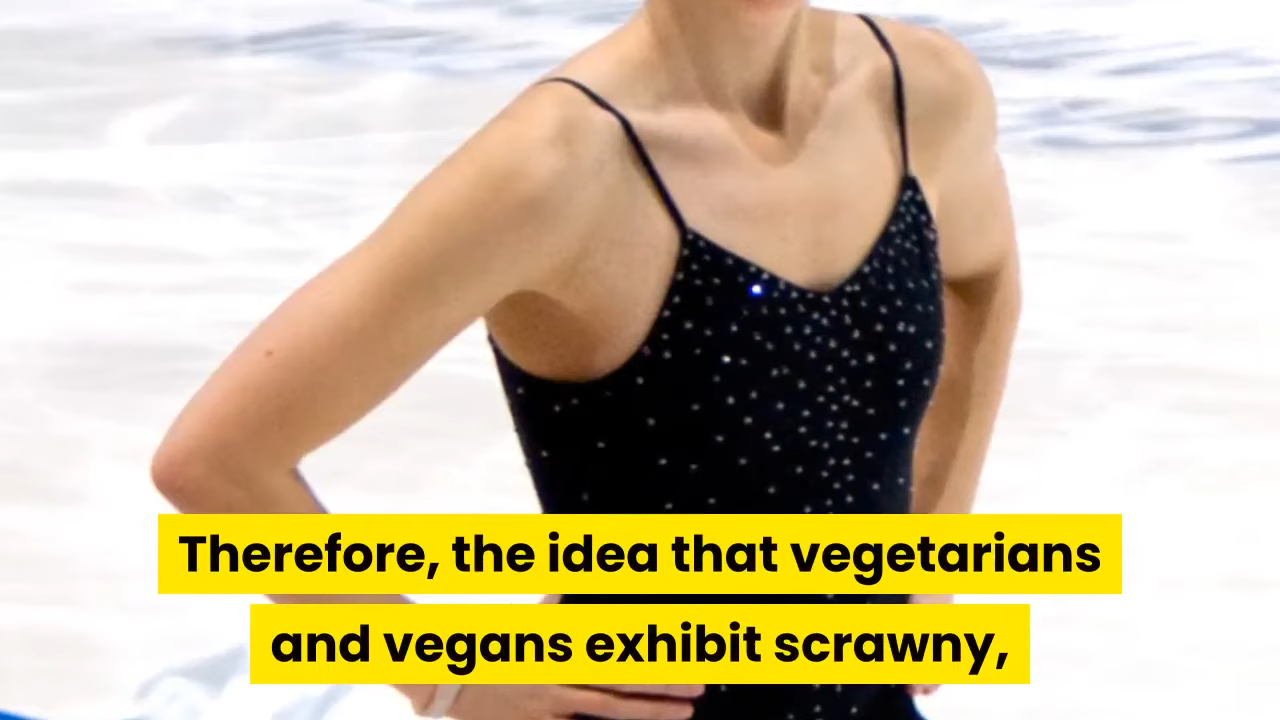 Therefore, the idea that vegetarians
and vegans exhibit scrawny,